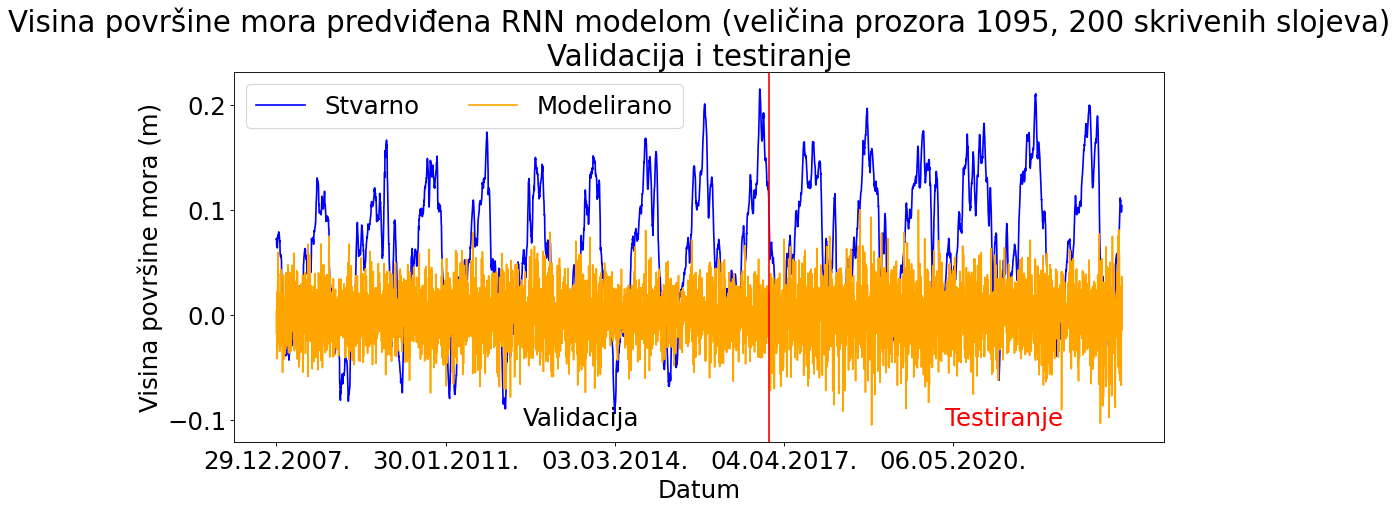 Visina površine mora predviđena RNN modelom (veličina prozora 1095, 200 skrivenih slojeva)
Validacija i testiranje
Stvarno Modelirano
Visina površine mora (m)
0.2
0.1
0.0
−0.1
Validacija Testiranje
29.12.2007. 30.01.2011. 03.03.2014. 04.04.2017. 06.05.2020.
Datum